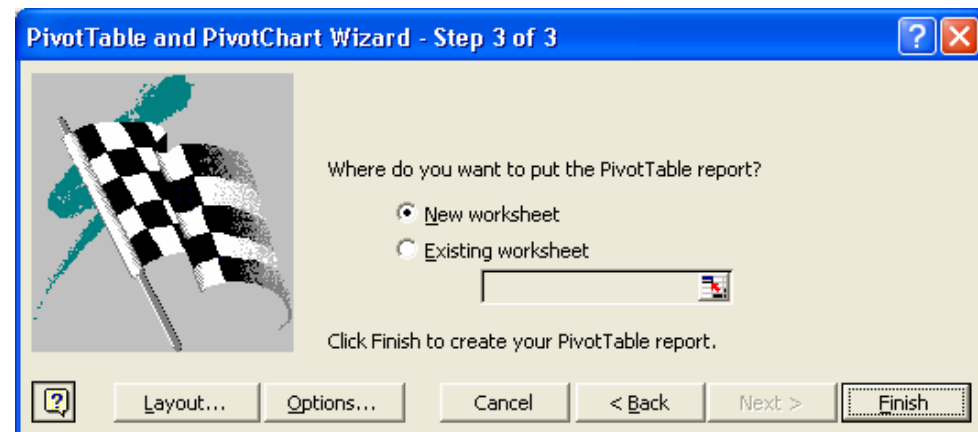 PivotTable and PivotChart Wizard - Step 3 of 3
?
Where do you want to put the PivotTable report?
New worksheet
Existing worksheet
Click Finish to create your PivotTable report.
? Layout... Options... Cancel < Back Next > Finish